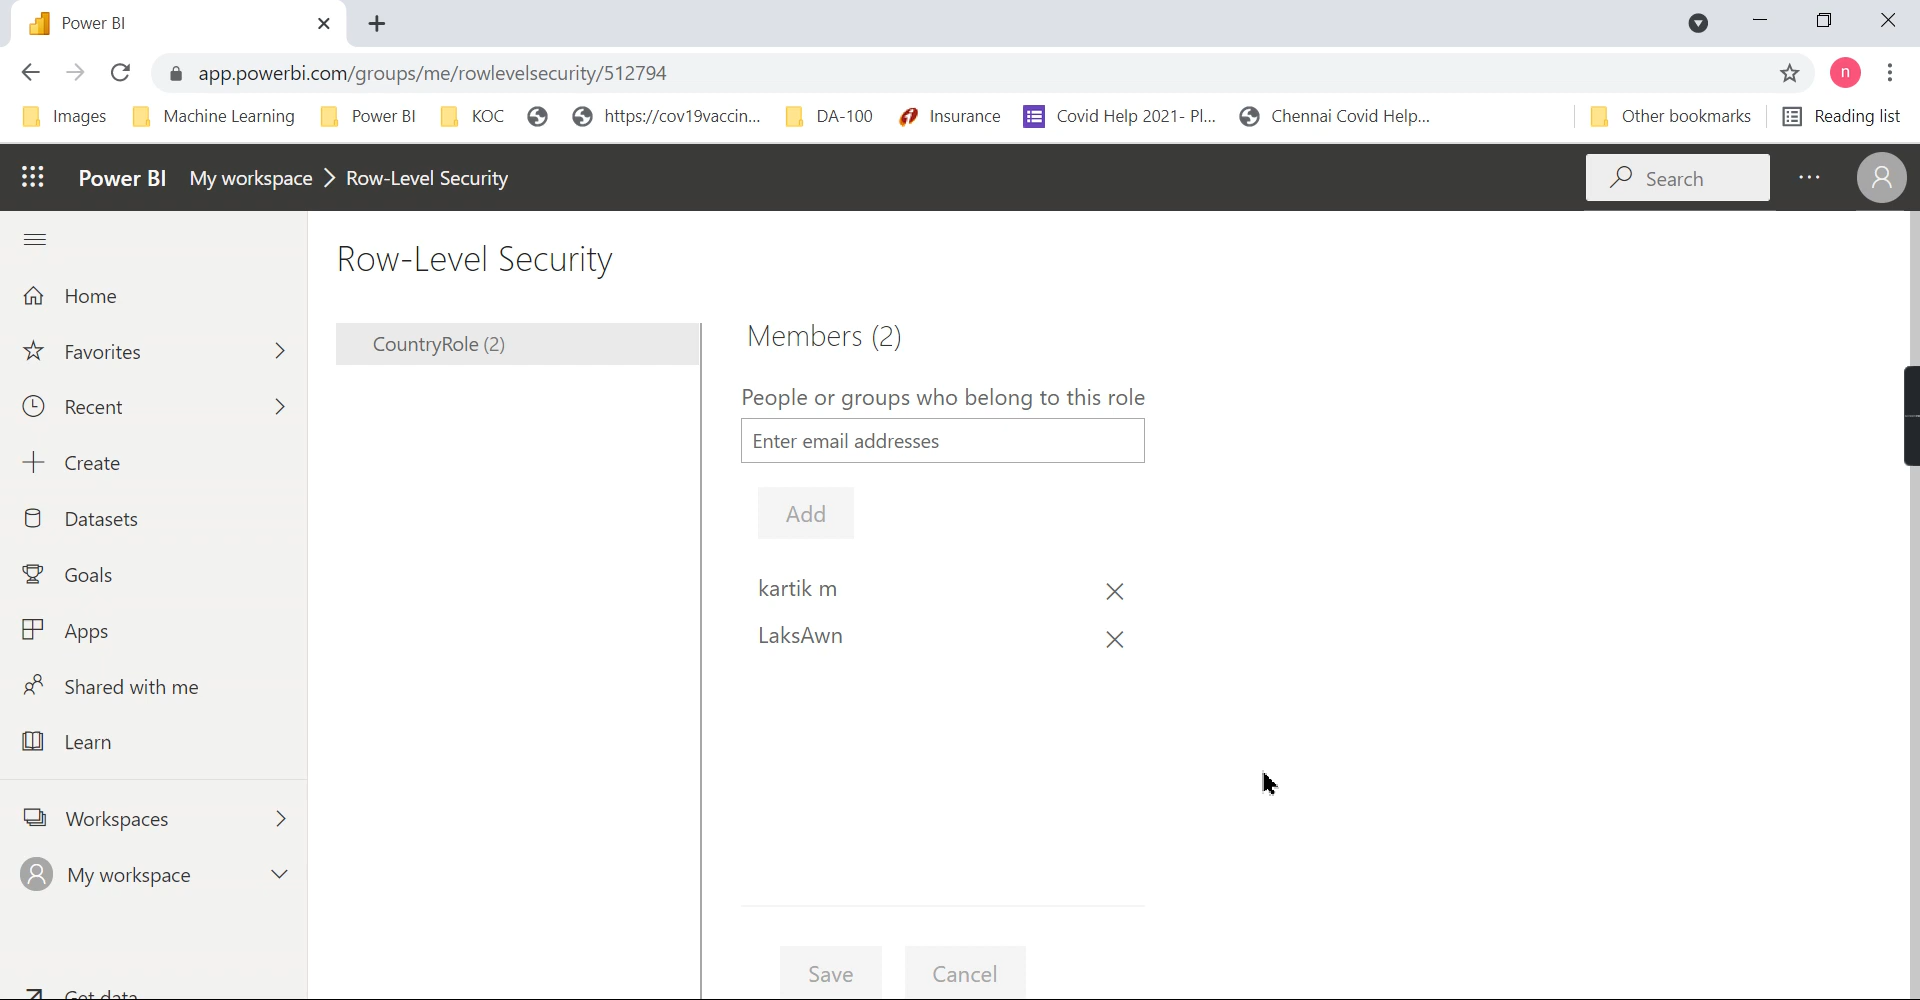 Power BI
app.powerbi.com/groups/me/rowlevelsecurity/512794
n
Images Machine Learning Power BI KOC https://cov19vaccin... DA-100 Insurance Covid Help 2021- Pl... Chennai Covid Help... Other bookmarks Reading list
Power BI My workspace > Row-Level Security Search
Row-Level Security
Home
Favorites
Recent
Create
Datasets
Goals
Apps
Shared with me
Learn
Workspaces
My workspace
Get data
CountryRole (2)
Members (2)
People or groups who belong to this role
Enter email addresses
Add
kartik m
LaksAwn
Save Cancel